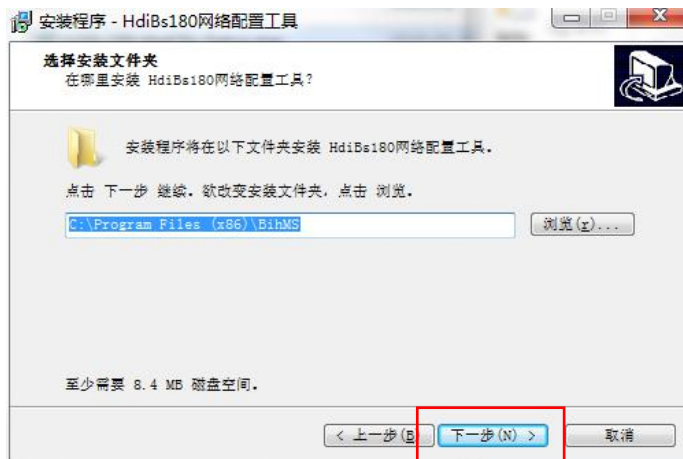 安装程序 - HdiBs180网络配置工具
选择安装文件夹
在哪里安装 HdiBs180网络配置工具?
安装程序将在以下文件夹安装 HdiBs180网络配置工具.
点击 下一步 继续. 欲改变安装文件夹, 点击 浏览.
C:\Program Files (x86)\BihMS
浏览(r)...
至少需要 8.4 MB 磁盘空间.
< 上一步(B
下一步(N) >
取消